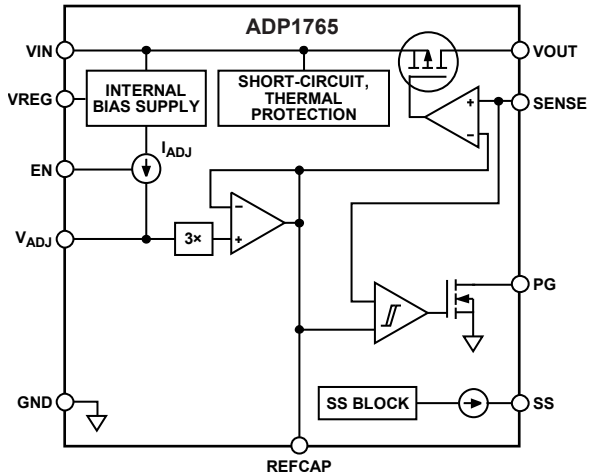 ADP1765
VIN
VOUT
VREG
INTERNAL
BIAS SUPPLY
SHORT-CIRCUIT,
THERMAL
PROTECTION
+
−
SENSE
EN
IADJ
VADJ
3×
−
+
PG
GND
SS BLOCK
SS
REFCAP